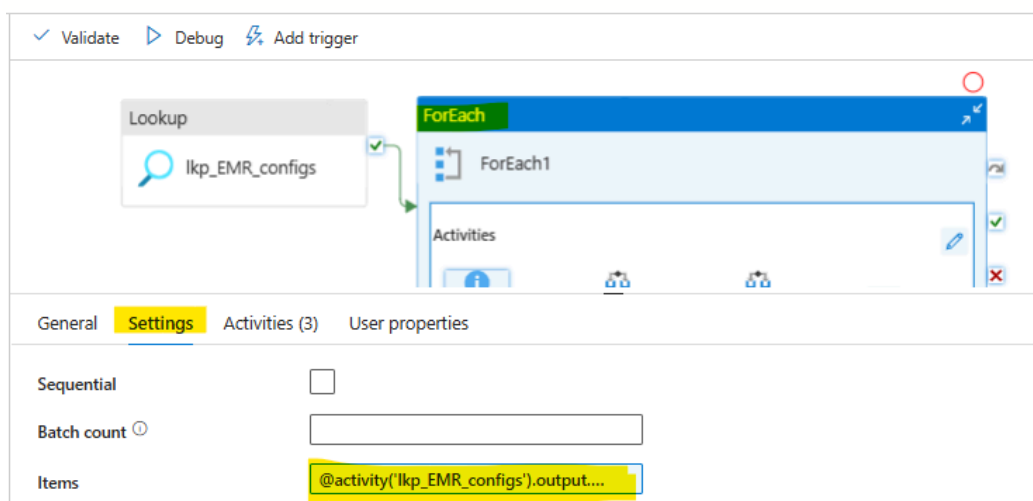 Validate Debug Add trigger
Lookup
lkp_EMR_configs
ForEach
ForEach1
Activities
General Settings Activities (3) User properties
Sequential
Batch count
Items @activity('lkp_EMR_configs').output....